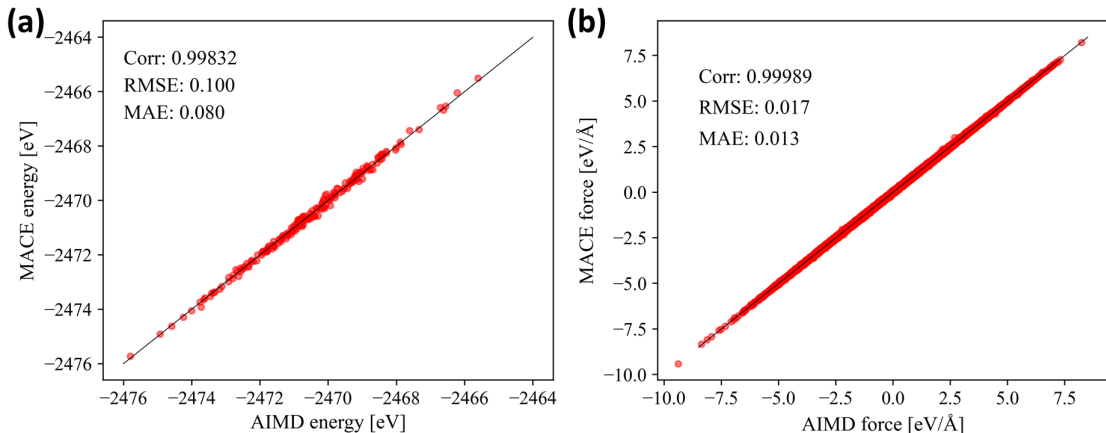 (a)
Corr: 0.99832
RMSE: 0.100
MAE: 0.080
MACE energy [eV]
−2464
−2466
−2468
−2470
−2472
−2474
−2476
−2476
−2474
−2472
−2470
−2468
−2466
−2464
AIMD energy [eV]
(b)
Corr: 0.99989
RMSE: 0.017
MAE: 0.013
MACE force [eV/Å]
7.5
5.0
2.5
0.0
−2.5
−5.0
−7.5
−10.0
−10.0
−7.5
−5.0
−2.5
0.0
2.5
5.0
7.5
AIMD force [eV/Å]